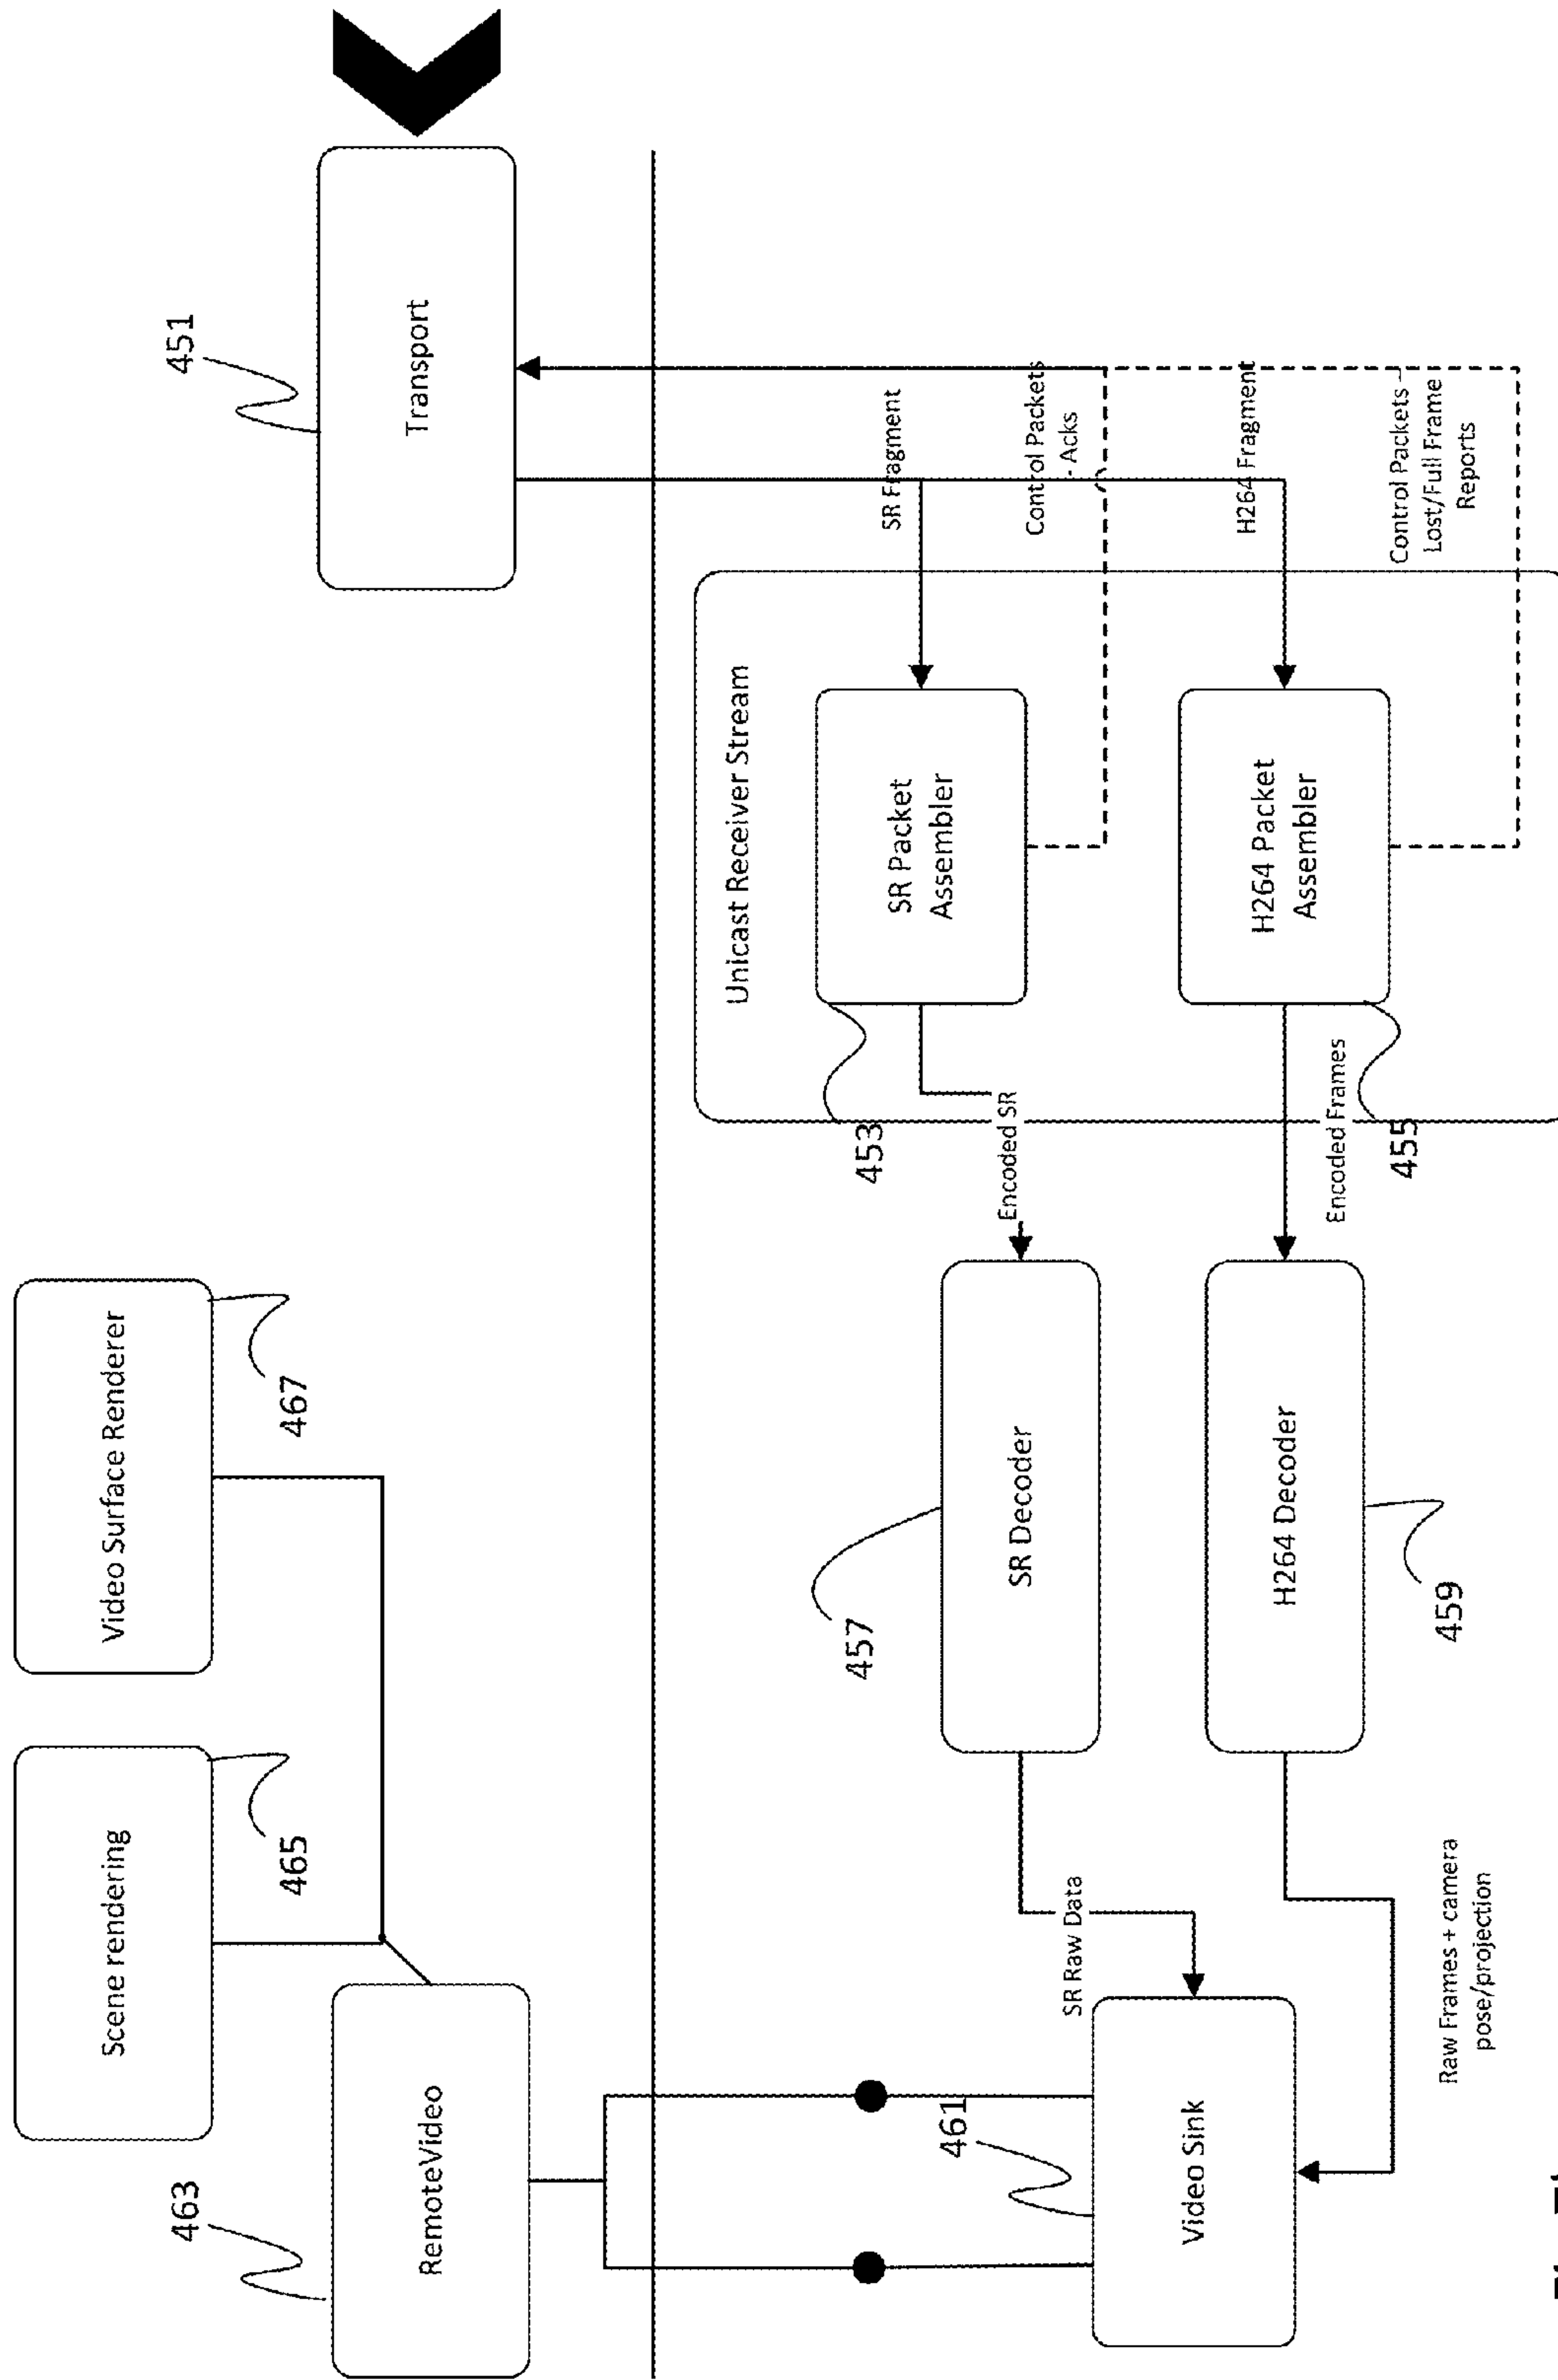 Scene rendering
Video Surface Renderer
463
451
465
467
RemoteVideo
Transport
Unicast Receiver Stream
457
453
SR Fragment
SR Packet
Assembler
461
Encoded SR
SR Decoder
Control Packets
- Acks
SR Raw Data
Video Sink
H264 Fragment
H264 Packet
Assembler
H264 Decoder
Encoded Frames
455
Control Packets –
Lost/Full Frame
Reports
459
Raw Frames + camera
pose/projection